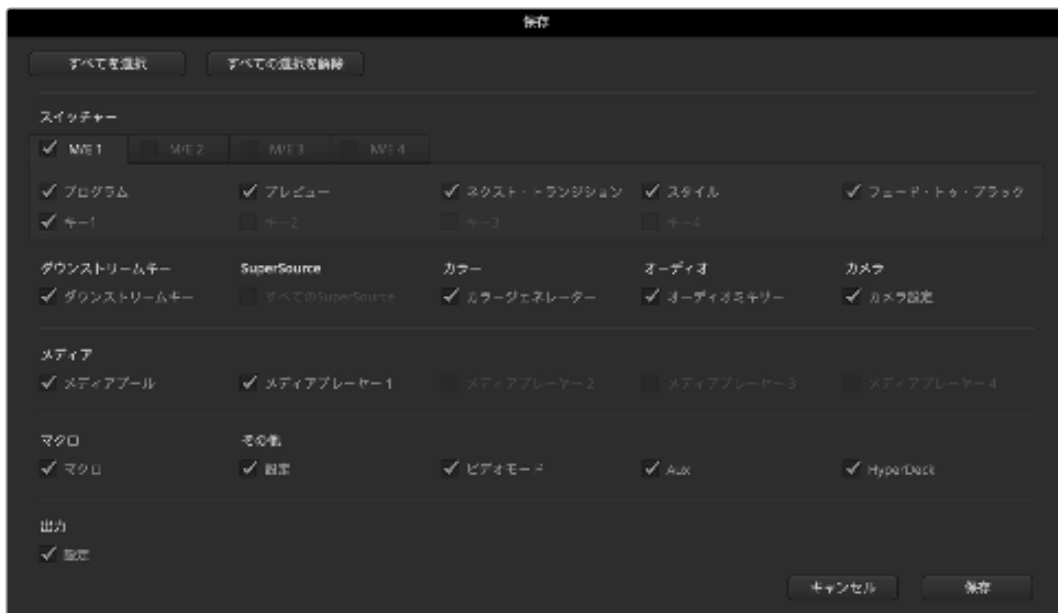 保存
すべてを選択 すべての選択を解除
スイッチャー
M/E 1 M/E 2 M/E 3 M/E 4
プログラム プレビュー ネクスト・トランジション スタイル フェード・トゥ・ブラック
キー1 キー2 キー3 キー4
ダウンストリームキー SuperSource カラー オーディオ カメラ
ダウンストリームキー すべてのSuperSource カラージェネレーター オーディオミキサー カメラ設定
メディア
メディアプール メディアプレーヤー1 メディアプレーヤー2 メディアプレーヤー3 メディアプレーヤー4
マクロ その他
マクロ 設定 ビデオモード Aux HyperDeck
出力
設定
キャンセル 保存